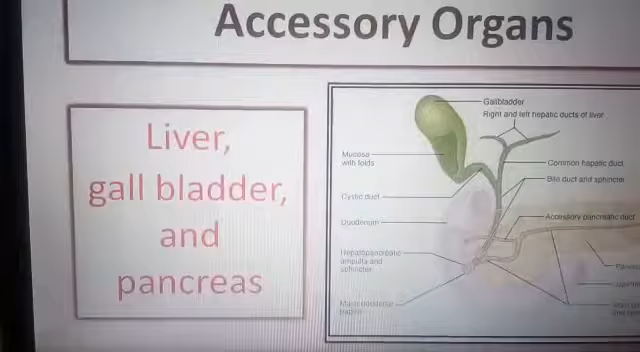 Accessory Organs
Liver,
gall bladder,
and
pancreas
Gallbladder
Right and left hepatic ducts of liver
Mucosa
with folds
Common hepatic duct
Bile duct and sphincter
Cystic duct
Accessory pancreatic duct
Duodenum
Hepatopancreatic
ampulla and
sphincter